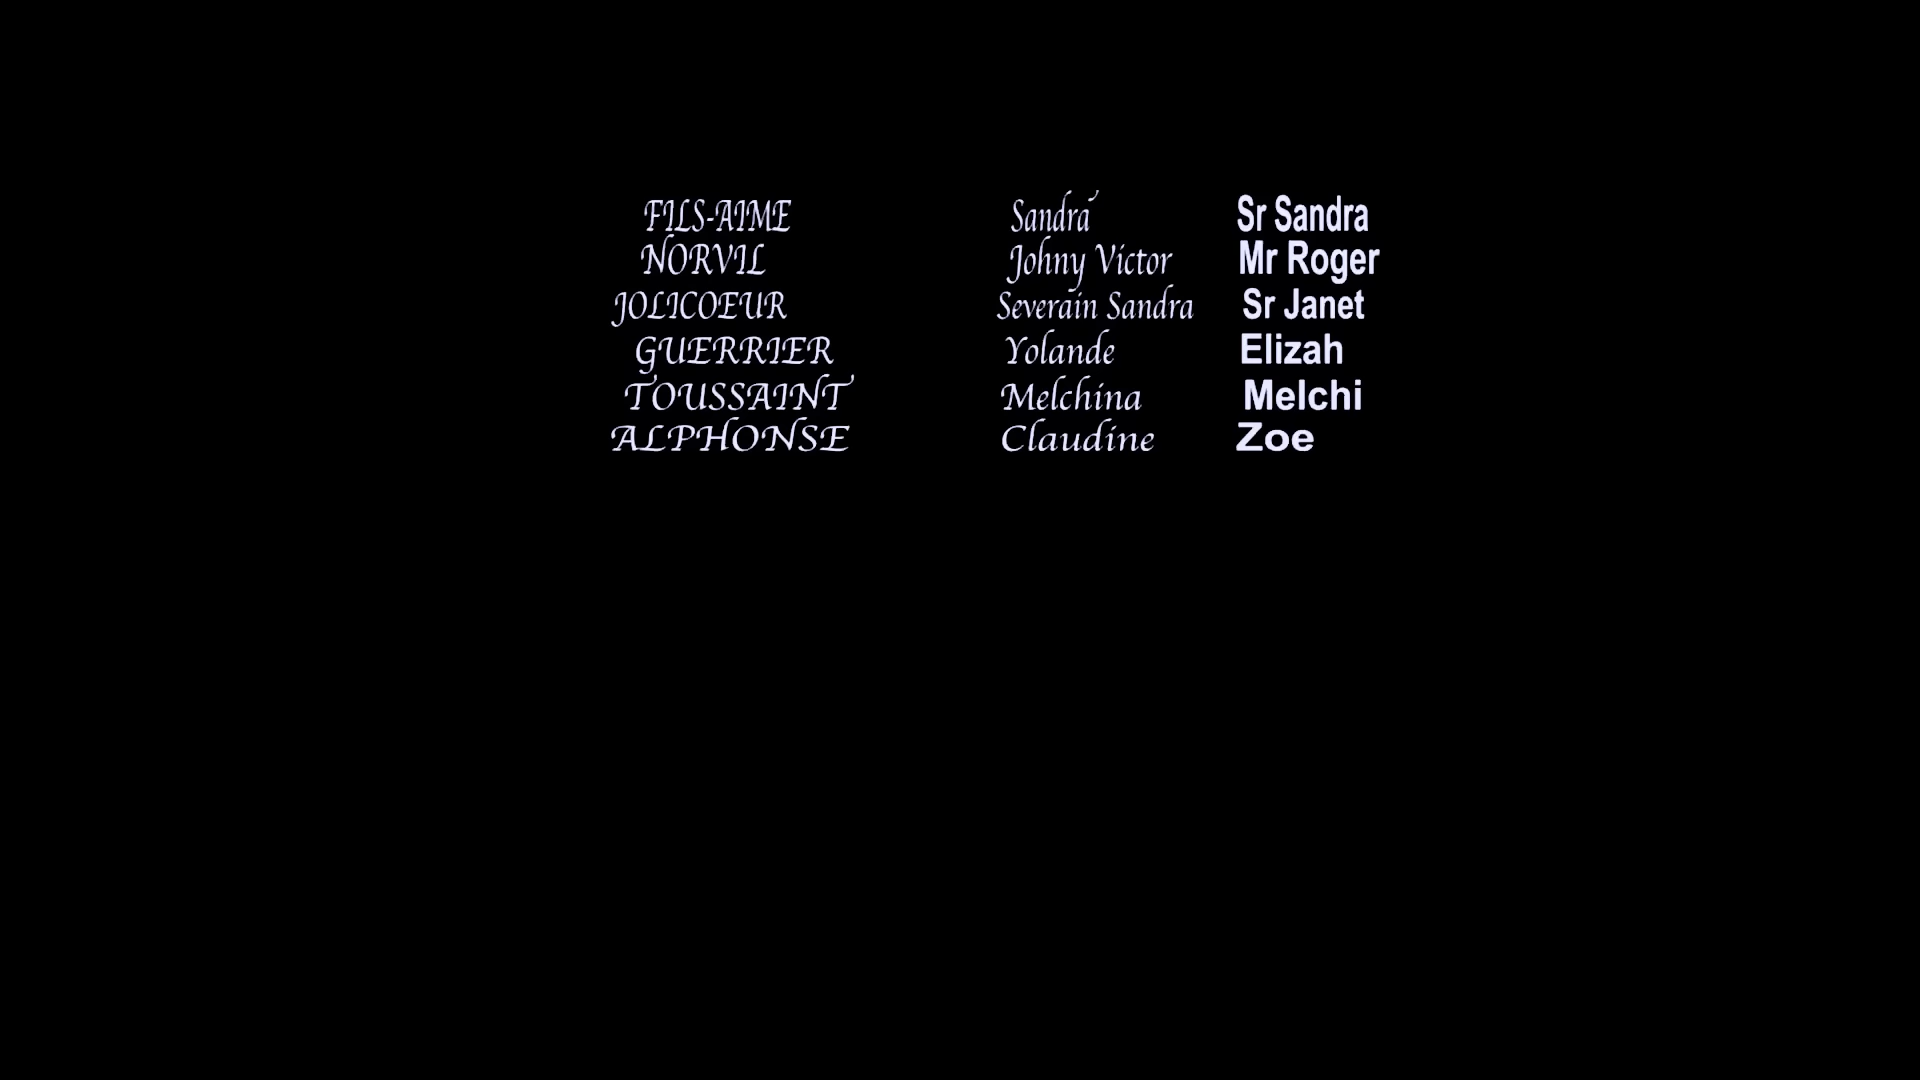 FILS-AIME Sandra Sr Sandra
NORVIL Johny Victor Mr Roger
JOLICOEUR Severain Sandra Sr Janet
GUERRIER Yolande Elizah
TOUSSAINT Melchina Melchi
ALPHONSE Claudine Zoe